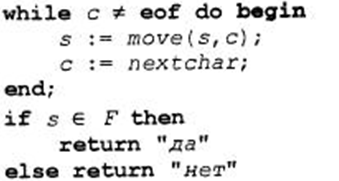 while c ≠ eof do begin
s := move(s,c);
c := nextchar;
end;
if s ∈ F then
return "да"
else return "нет"